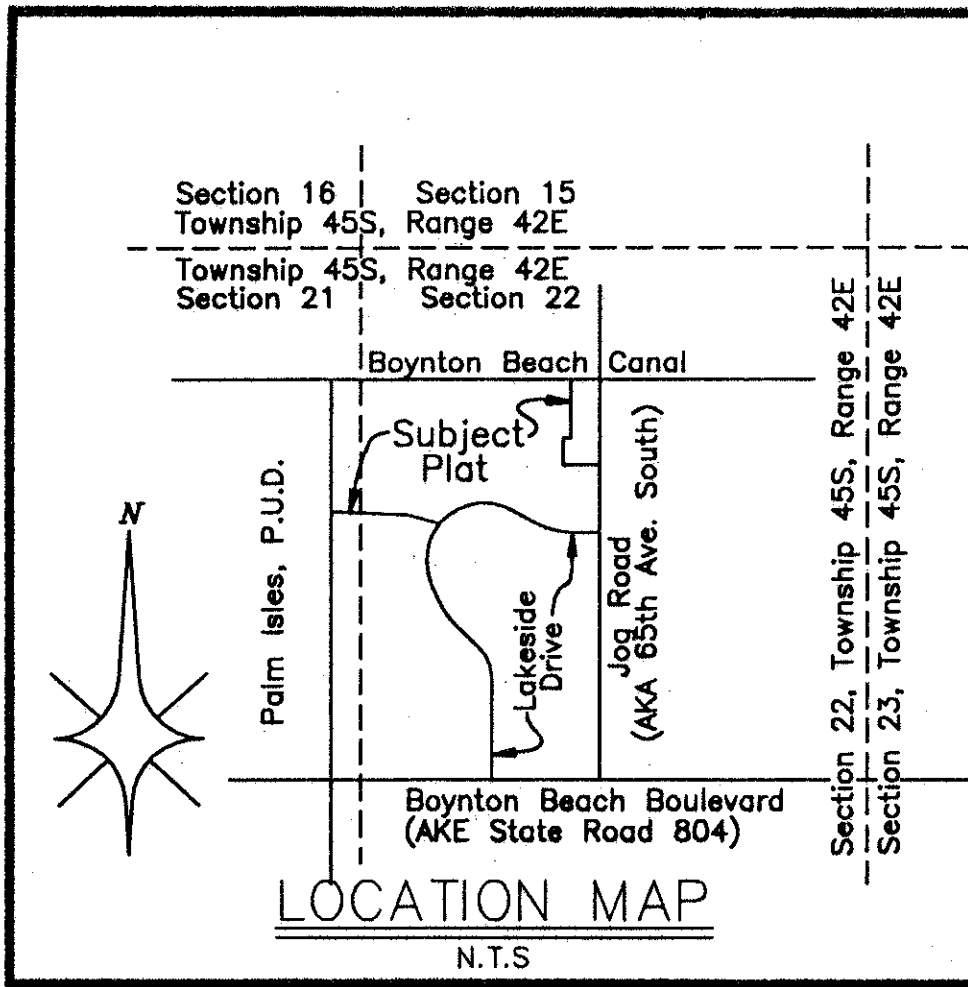 Section 16
Section 15
Township 45S, Range 42E
Township 45S, Range 42E
Section 21
Section 22
Boynton Beach Canal
Subject
Plat
Palm Isles, P.U.D.
N
Lakeside
Drive
Jog Road
(AKA 65th Ave. South)
Section 22, Township 45S, Range 42E
Section 23, Township 45S, Range 42E
Boynton Beach Boulevard
(AKE State Road 804)
LOCATION MAP
N.T.S